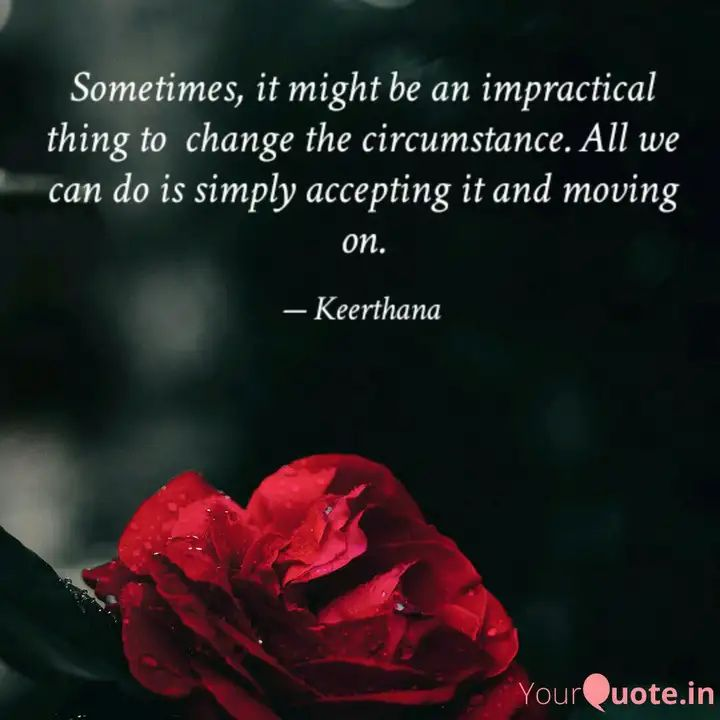 Sometimes, it might be an impractical
thing to  change the circumstance. All we
can do is simply accepting it and moving
on.
— Keerthana
YourQuote.in